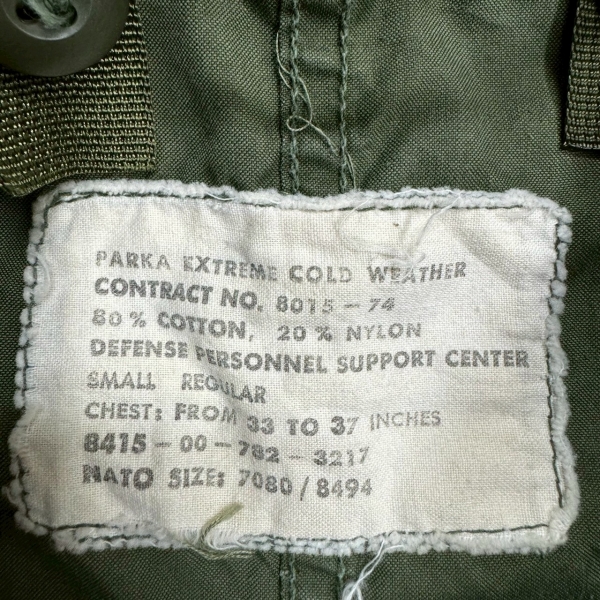 PARKA EXTREME COLD WEATHER
CONTRACT NO. 8015-74
80% COTTON, 20% NYLON
DEFENSE PERSONNEL SUPPORT CENTER
SMALL REGULAR
CHEST: FROM 33 TO 37 INCHES
8415-00-782-3217
NATO SIZE: 7080/8494